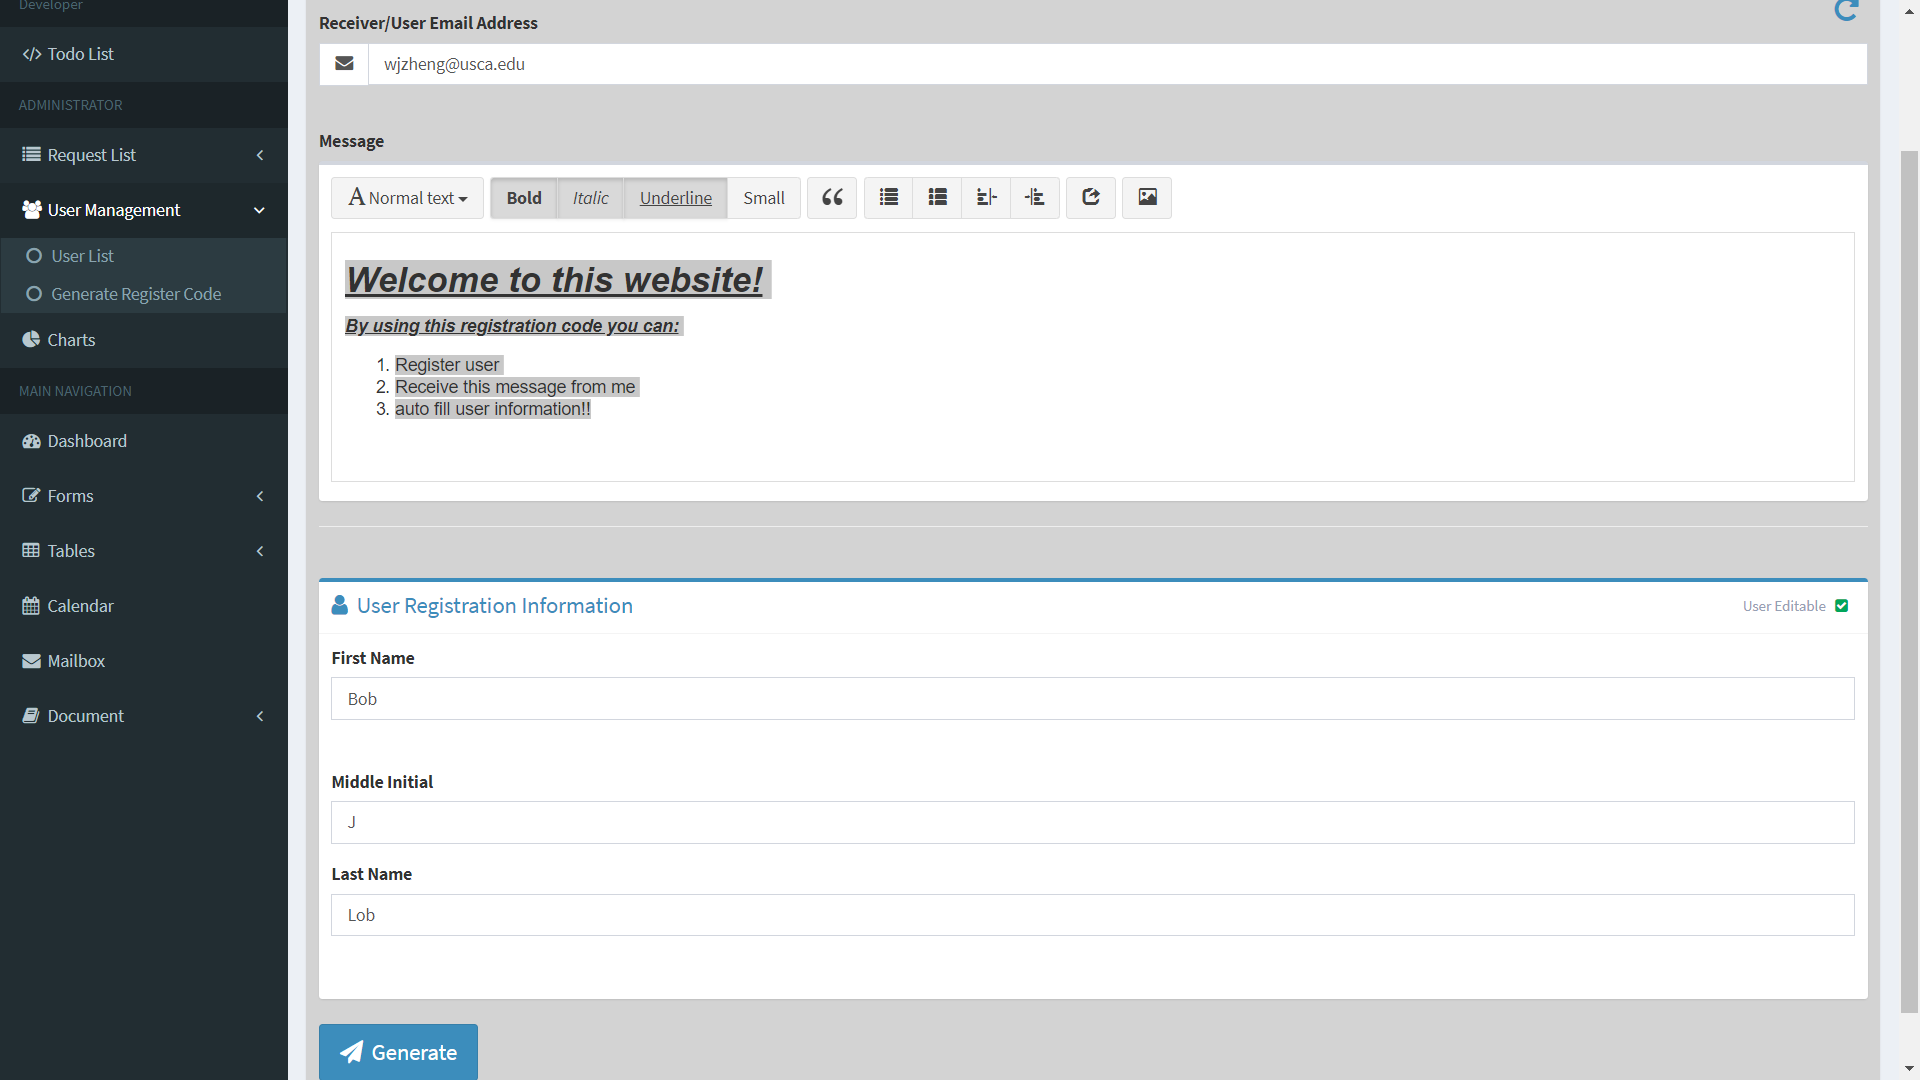 Developer
Todo List
ADMINISTRATOR
Request List
User Management
User List
Generate Register Code
Charts
MAIN NAVIGATION
Dashboard
Forms
Tables
Calendar
Mailbox
Document
Receiver/User Email Address
wjzheng@usca.edu
Message
A Normal text Bold Italic Underline Small
Welcome to this website!
By using this registration code you can:
1. Register user
2. Receive this message from me
3. auto fill user information!!
User Registration Information
User Editable
First Name
Bob
Middle Initial
J
Last Name
Lob
Generate